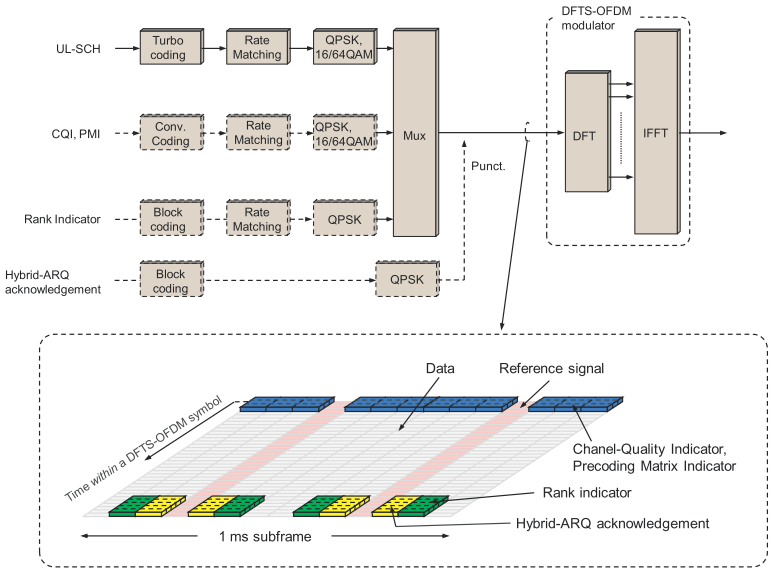 DFTS-OFDM
modulator
UL-SCH
Turbo
coding
Rate
Matching
QPSK,
16/64QAM
CQI, PMI
Conv.
Coding
Rate
Matching
QPSK,
16/64QAM
Mux
DFT
IFFT
Punct.
Rank Indicator
Block
coding
Rate
Matching
QPSK
Hybrid-ARQ
acknowledgement
Block
coding
QPSK
Data
Reference signal
Time within a DFTS-OFDM symbol
Chanel-Quality Indicator,
Precoding Matrix Indicator
Rank indicator
Hybrid-ARQ acknowledgement
1 ms subframe